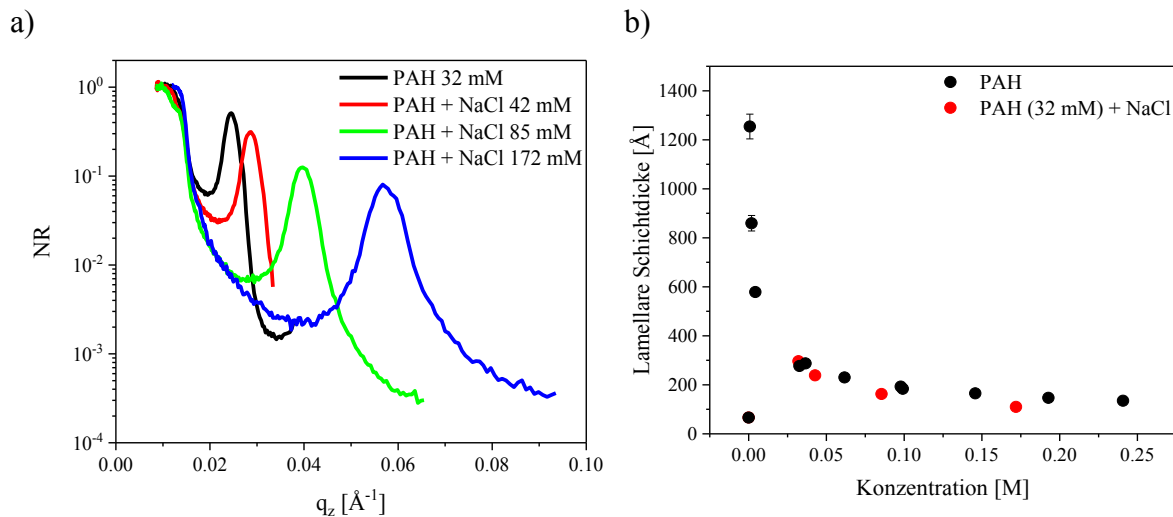 a)
PAH 32 mM
PAH + NaCl 42 mM
PAH + NaCl 85 mM
PAH + NaCl 172 mM
NR
10⁰
10⁻¹
10⁻²
10⁻³
10⁻⁴
0.00 0.02 0.04 0.06 0.08 0.10
q_z [Å⁻¹]
b)
PAH
PAH (32 mM) + NaCl
Lamellare Schichtdicke [Å]
1400
1200
1000
800
600
400
200
0
0.00 0.05 0.10 0.15 0.20 0.25
Konzentration [M]